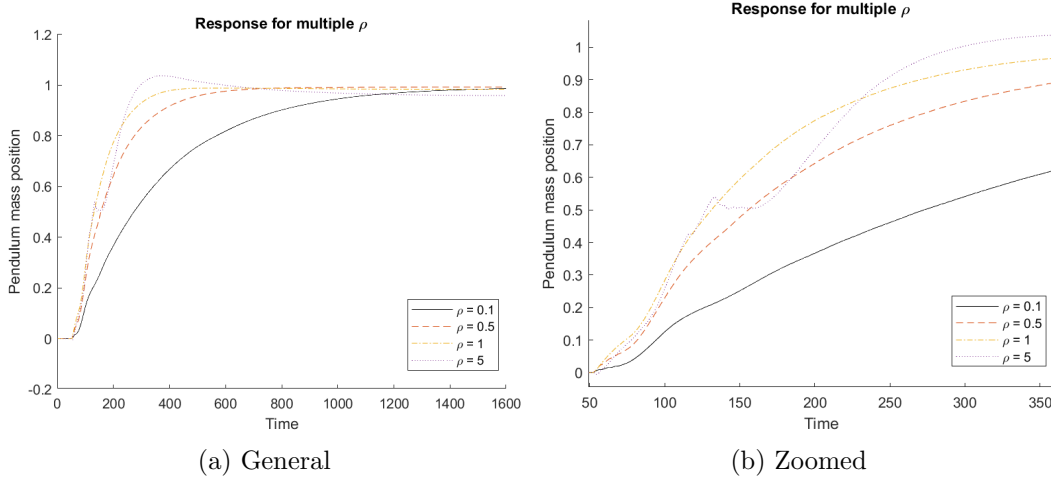 Response for multiple ρ
Pendulum mass position
1.2
1
0.8
0.6
0.4
0.2
0
-0.2
0 200 400 600 800 1000 1200 1400 1600
Time
ρ = 0.1
ρ = 0.5
ρ = 1
ρ = 5
(a) General
Response for multiple ρ
Pendulum mass position
1
0.9
0.8
0.7
0.6
0.5
0.4
0.3
0.2
0.1
0
50 100 150 200 250 300 350
Time
ρ = 0.1
ρ = 0.5
ρ = 1
ρ = 5
(b) Zoomed